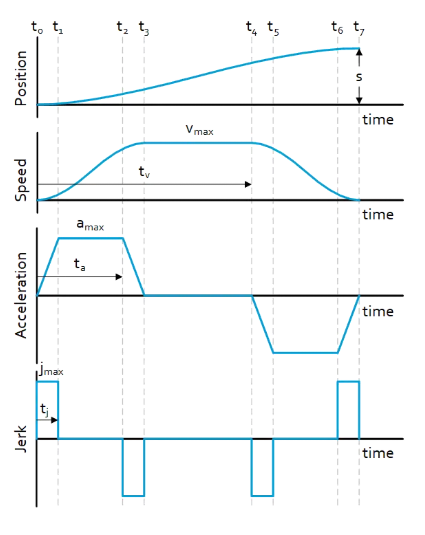 t₀ t₁ t₂ t₃ t₄ t₅ t₆ t₇
Position
s
time
Speed
vmax
tv
time
Acceleration
amax
ta
time
Jerk
jmax
tj
time